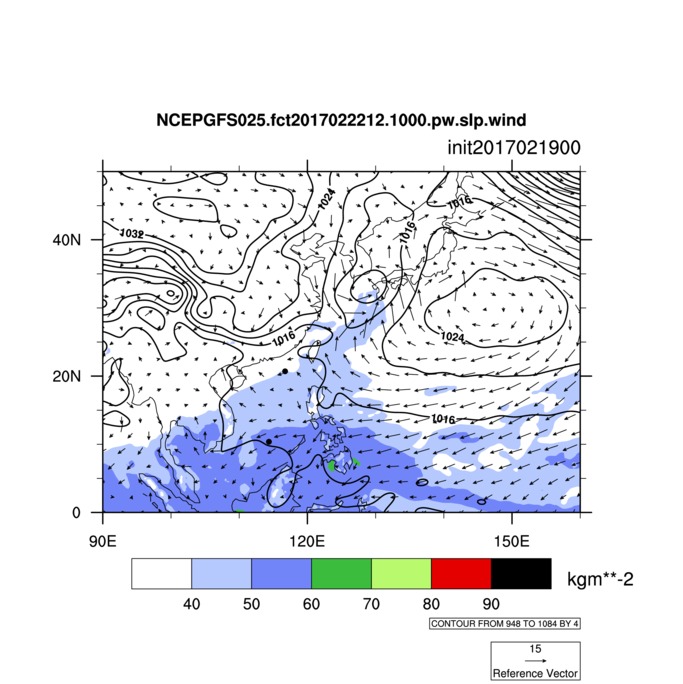 NCEPGFS025.fct2017022212.1000.pw.slp.wind
init2017021900
1024
1016
1016
1032
40N
1024
1016
20N
1016
0
90E 120E 150E
40 50 60 70 80 90
kgm**-2
CONTOUR FROM 948 TO 1084 BY 4
15
Reference Vector